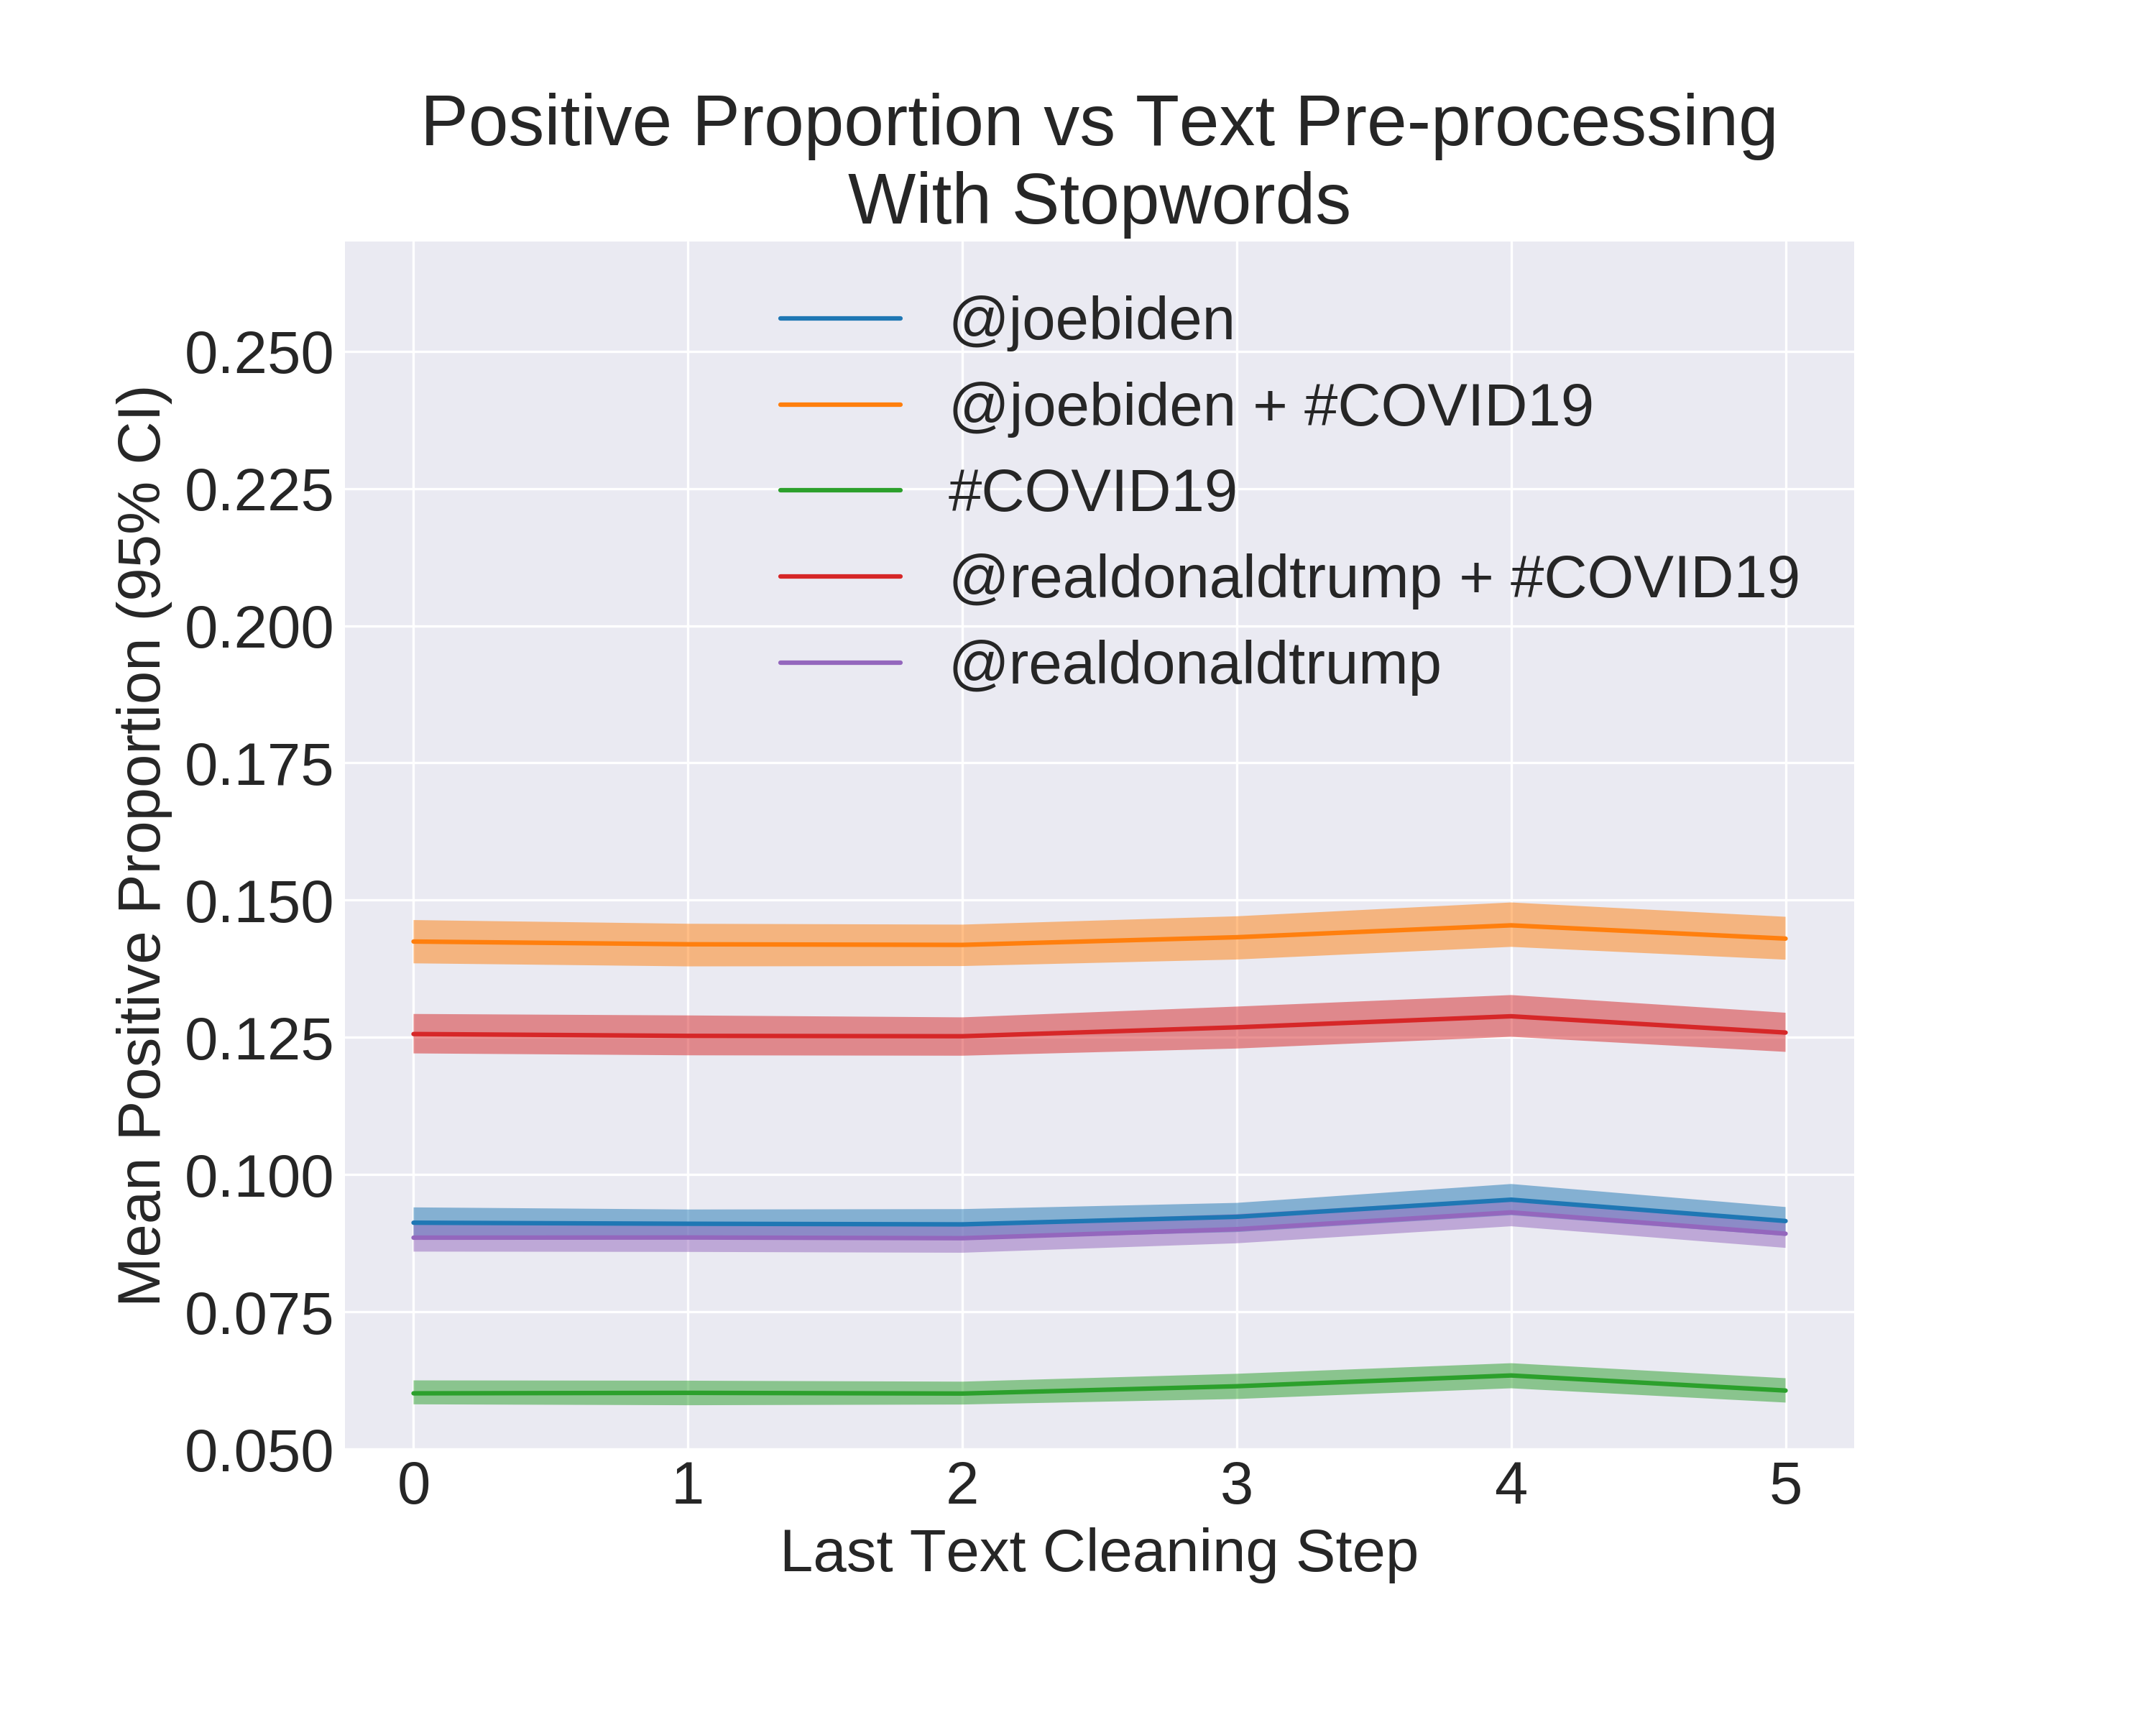 Positive Proportion vs Text Pre-processing
With Stopwords
@joebiden
@joebiden + #COVID19
#COVID19
@realdonaldtrump + #COVID19
@realdonaldtrump
Mean Positive Proportion (95% CI)
0.250
0.225
0.200
0.175
0.150
0.125
0.100
0.075
0.050
0 1 2 3 4 5
Last Text Cleaning Step